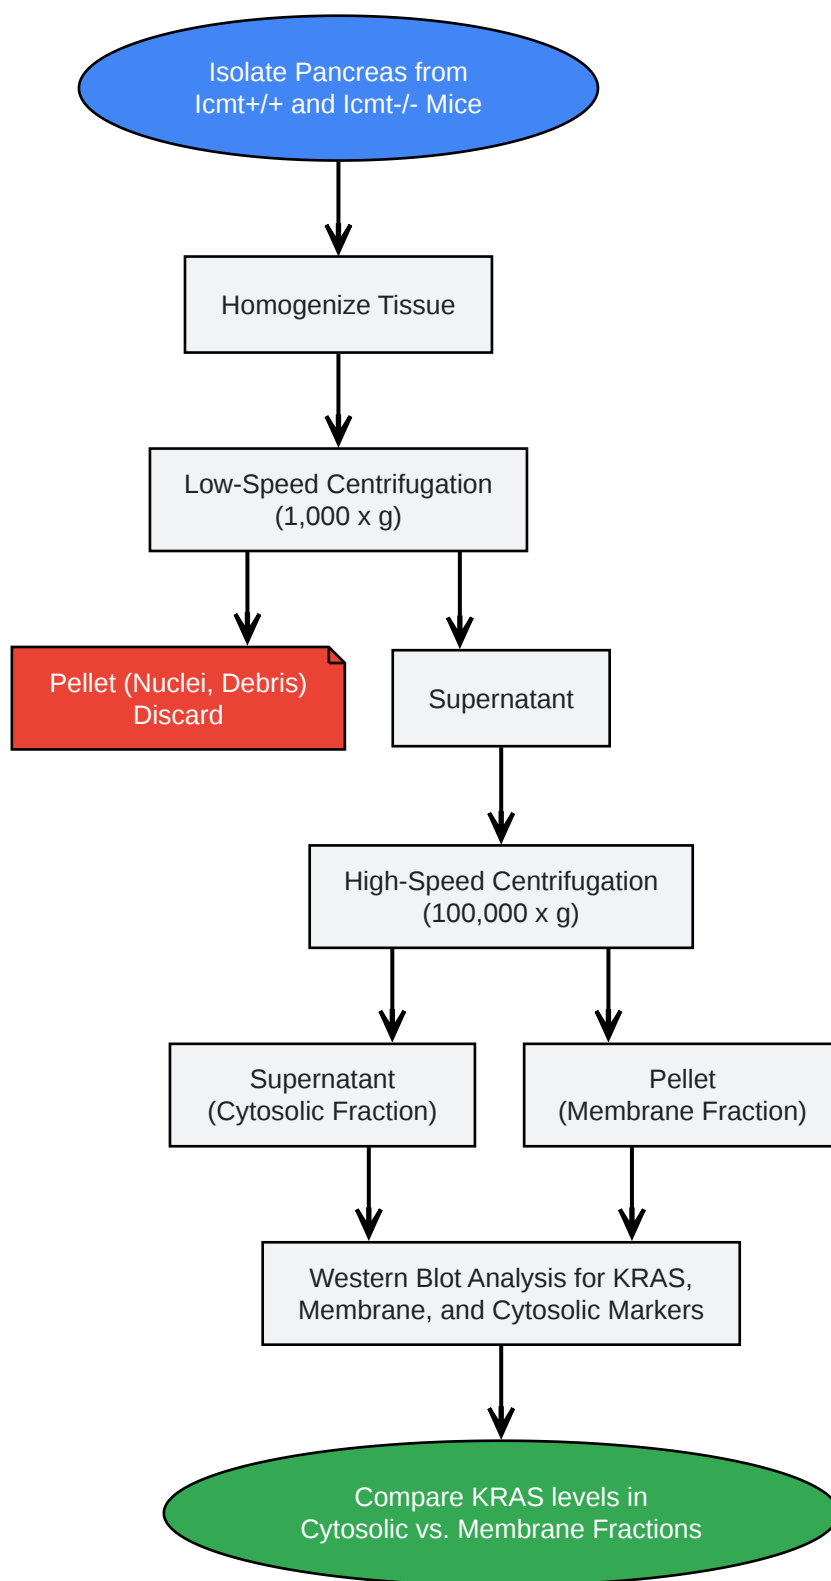 Isolate Pancreas from
Icmt+/+ and Icmt-/- Mice
Homogenize Tissue
Low-Speed Centrifugation
(1,000 x g)
Pellet (Nuclei, Debris)
Discard
Supernatant
High-Speed Centrifugation
(100,000 x g)
Supernatant
(Cytosolic Fraction)
Pellet
(Membrane Fraction)
Western Blot Analysis for KRAS,
Membrane, and Cytosolic Markers
Compare KRAS levels in
Cytosolic vs. Membrane Fractions